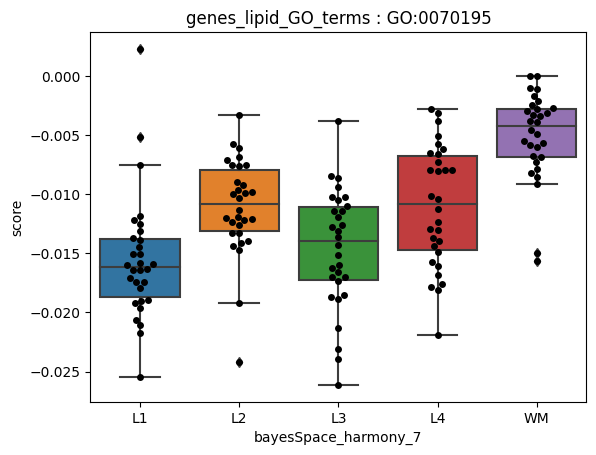 genes_lipid_GO_terms : GO:0070195
score
0.000
−0.005
−0.010
−0.015
−0.020
−0.025
L1 L2 L3 L4 WM
bayesSpace_harmony_7